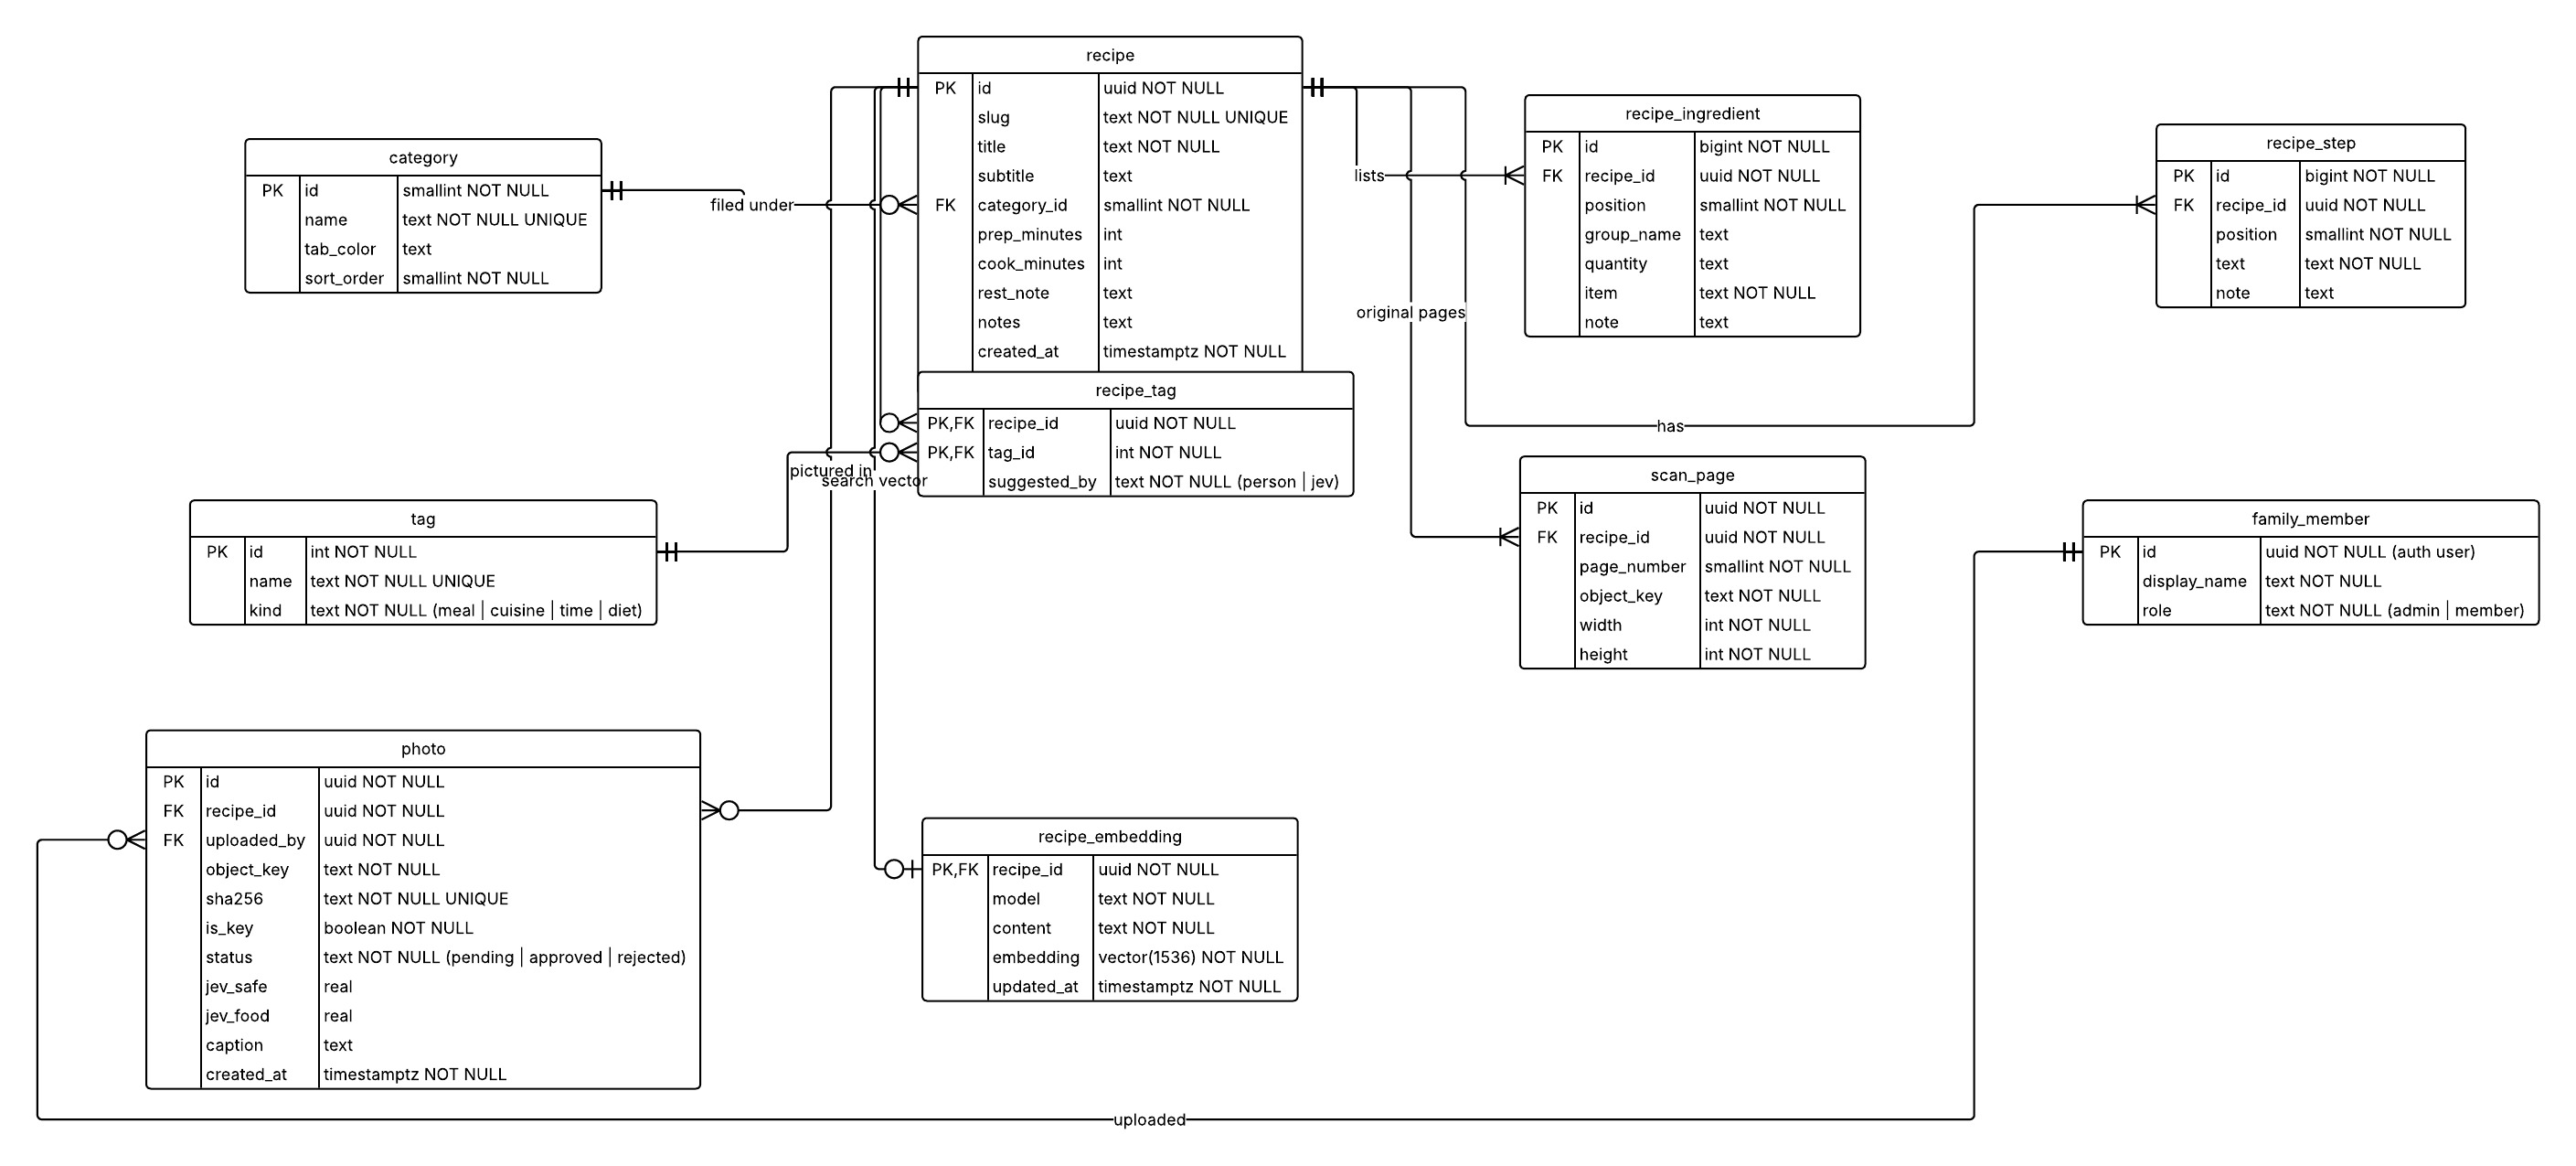 recipe
PK id uuid NOT NULL
slug text NOT NULL UNIQUE
title text NOT NULL
subtitle text
FK category_id smallint NOT NULL
prep_minutes int
cook_minutes int
rest_note text
notes text
created_at timestamptz NOT NULL
category
PK id smallint NOT NULL
name text NOT NULL UNIQUE
tab_color text
sort_order smallint NOT NULL
filed under
recipe_ingredient
PK id bigint NOT NULL
FK recipe_id uuid NOT NULL
position smallint NOT NULL
group_name text
quantity text
item text NOT NULL
note text
lists
recipe_step
PK id bigint NOT NULL
FK recipe_id uuid NOT NULL
position smallint NOT NULL
text text NOT NULL
note text
original pages
has
recipe_tag
PK,FK recipe_id uuid NOT NULL
PK,FK tag_id int NOT NULL
suggested_by text NOT NULL (person | jev)
pictured in
search vector
tag
PK id int NOT NULL
name text NOT NULL UNIQUE
kind text NOT NULL (meal | cuisine | time | diet)
scan_page
PK id uuid NOT NULL
FK recipe_id uuid NOT NULL
page_number smallint NOT NULL
object_key text NOT NULL
width int NOT NULL
height int NOT NULL
family_member
PK id uuid NOT NULL (auth user)
display_name text NOT NULL
role text NOT NULL (admin | member)
photo
PK id uuid NOT NULL
FK recipe_id uuid NOT NULL
FK uploaded_by uuid NOT NULL
object_key text NOT NULL
sha256 text NOT NULL UNIQUE
is_key boolean NOT NULL
status text NOT NULL (pending | approved | rejected)
jev_safe real
jev_food real
caption text
created_at timestamptz NOT NULL
recipe_embedding
PK,FK recipe_id uuid NOT NULL
model text NOT NULL
content text NOT NULL
embedding vector(1536) NOT NULL
updated_at timestamptz NOT NULL
uploaded